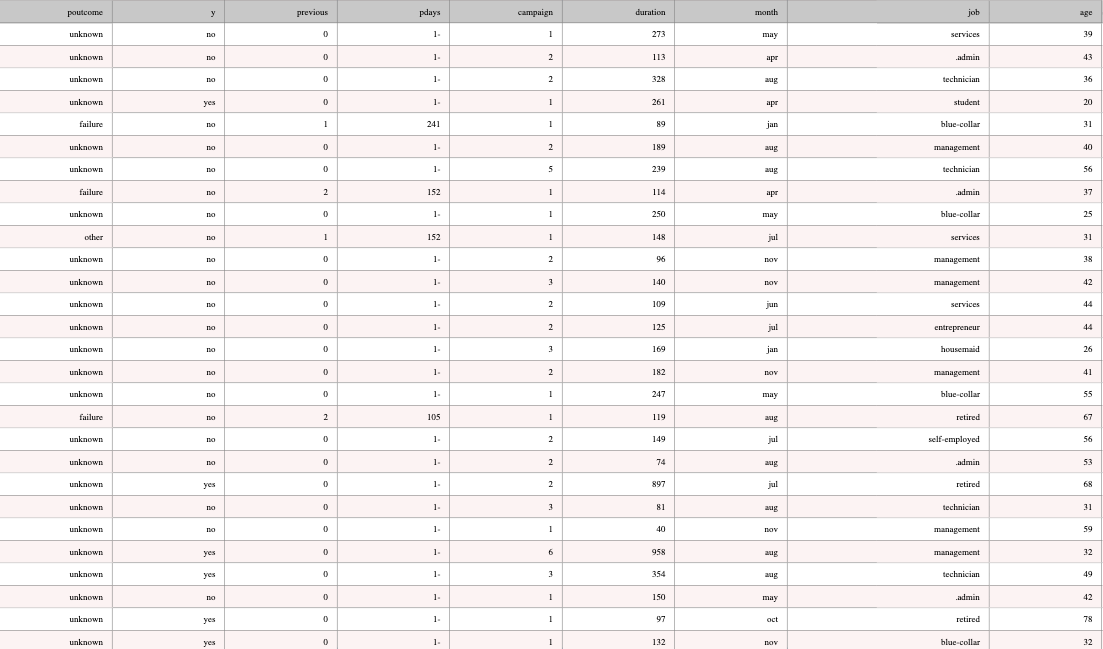 poutcome y previous pdays campaign duration month job age
unknown no 0 1- 1 273 may services 39
unknown no 0 1- 2 113 apr .admin 43
unknown no 0 1- 2 328 aug technician 36
unknown yes 0 1- 1 261 apr student 20
failure no 1 241 1 89 jan blue-collar 31
unknown no 0 1- 2 189 aug management 40
unknown no 0 1- 5 239 aug technician 56
failure no 2 152 1 114 apr .admin 37
unknown no 0 1- 1 250 may blue-collar 25
other no 1 152 1 148 jul services 31
unknown no 0 1- 2 96 nov management 38
unknown no 0 1- 3 140 nov management 42
unknown no 0 1- 2 109 jun services 44
unknown no 0 1- 2 125 jul entrepreneur 44
unknown no 0 1- 3 169 jan housemaid 26
unknown no 0 1- 2 182 nov management 41
unknown no 0 1- 1 247 may blue-collar 55
failure no 2 105 1 119 aug retired 67
unknown no 0 1- 2 149 jul self-employed 56
unknown no 0 1- 2 74 aug .admin 53
unknown yes 0 1- 2 897 jul retired 68
unknown no 0 1- 3 81 aug technician 31
unknown no 0 1- 1 40 nov management 59
unknown yes 0 1- 6 958 aug management 32
unknown yes 0 1- 3 354 aug technician 49
unknown no 0 1- 1 150 may .admin 42
unknown yes 0 1- 1 97 oct retired 78
unknown yes 0 1- 1 132 nov blue-collar 32